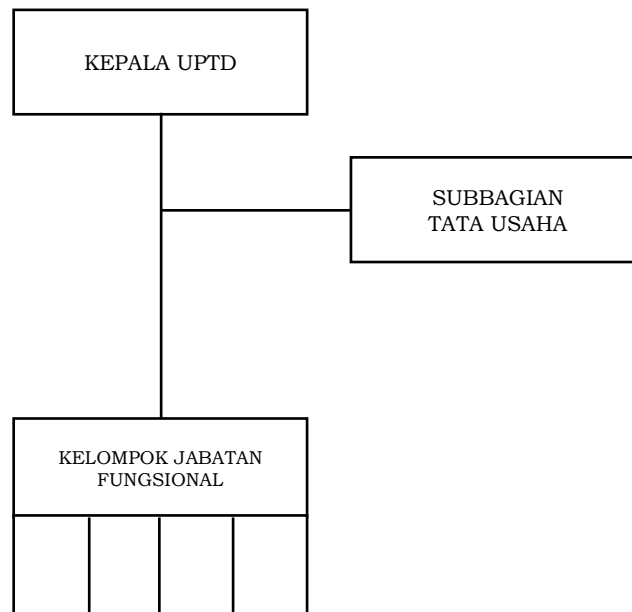 KEPALA UPTD
SUBBAGIAN
TATA USAHA
KELOMPOK JABATAN
FUNGSIONAL